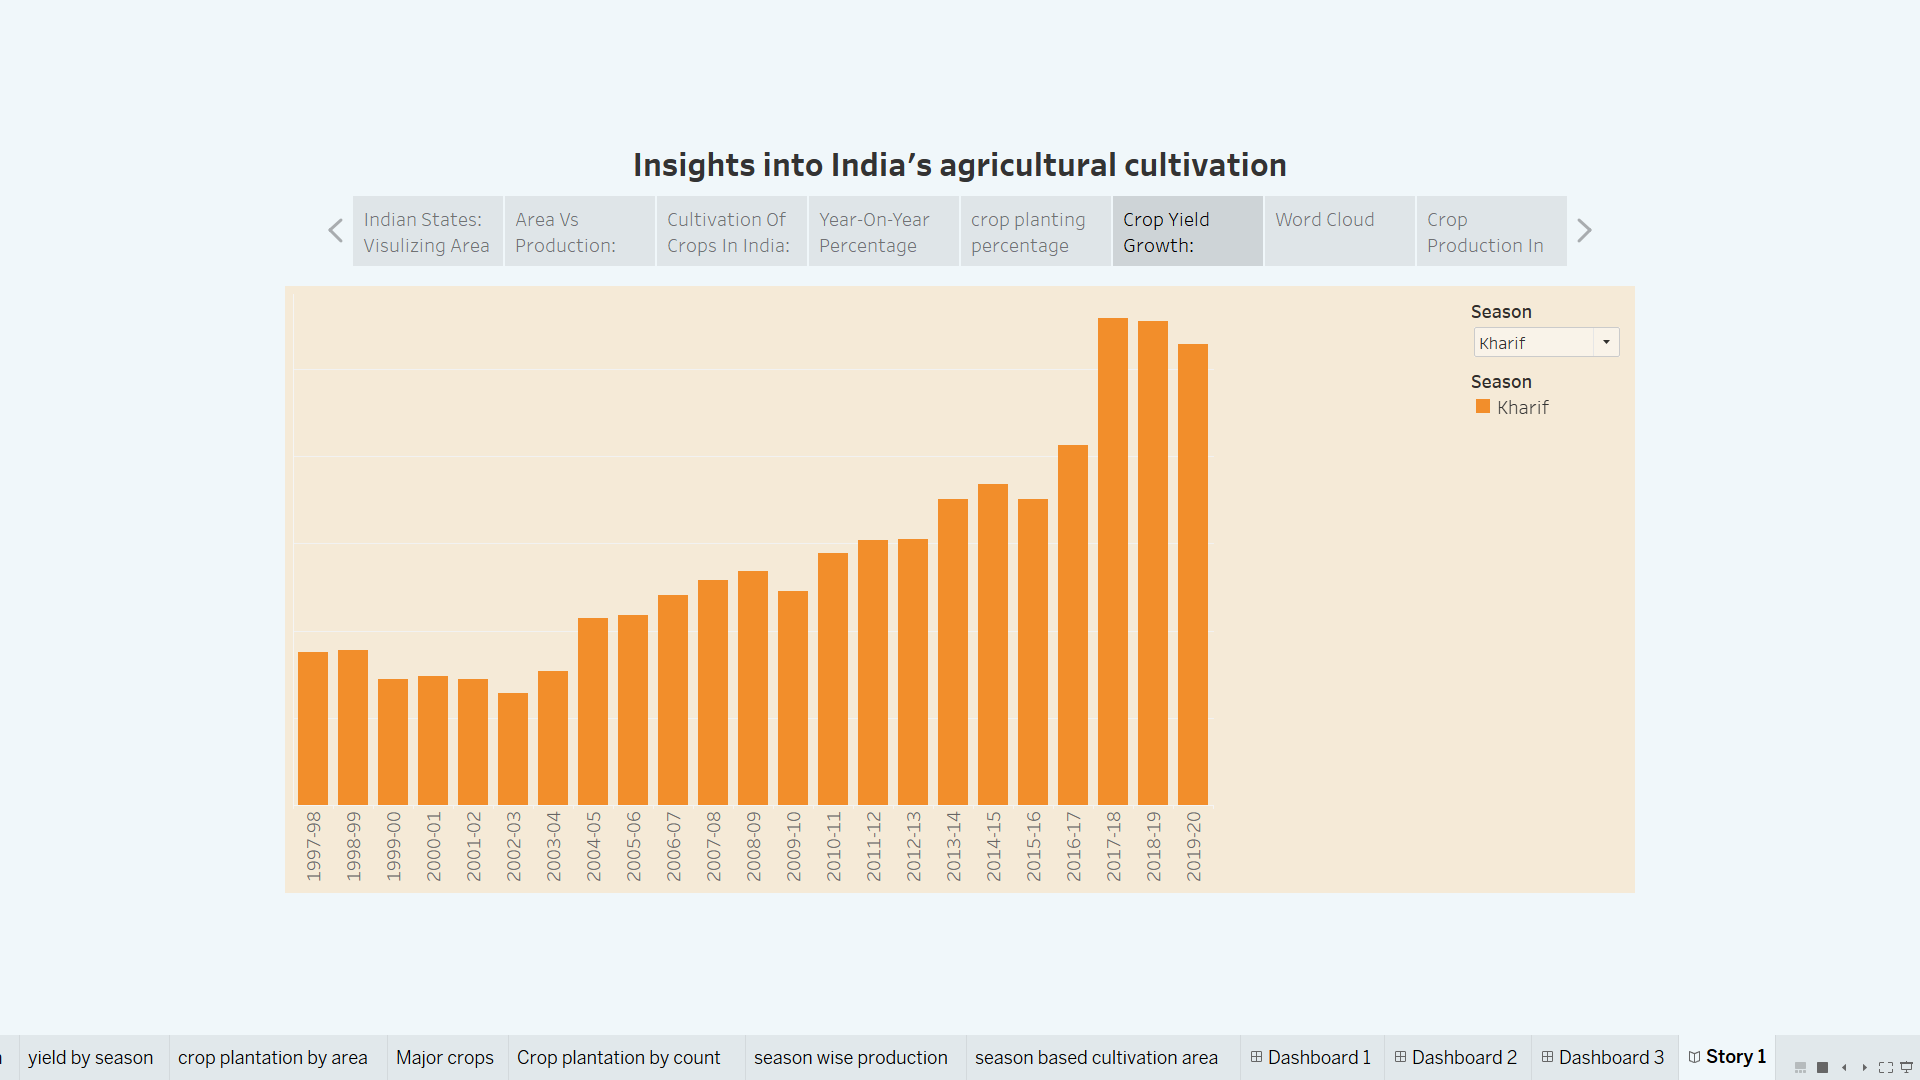 Insights into India’s agricultural cultivation
Indian States:
Visulizing Area
Area Vs
Production:
Cultivation Of
Crops In India:
Year-On-Year
Percentage
crop planting
percentage
Crop Yield
Growth:
Word Cloud
Crop
Production In
Season
Kharif
Season
Kharif
1997-98
1998-99
1999-00
2000-01
2001-02
2002-03
2003-04
2004-05
2005-06
2006-07
2007-08
2008-09
2009-10
2010-11
2011-12
2012-13
2013-14
2014-15
2015-16
2016-17
2017-18
2018-19
2019-20
yield by season
crop plantation by area
Major crops
Crop plantation by count
season wise production
season based cultivation area
Dashboard 1
Dashboard 2
Dashboard 3
Story 1